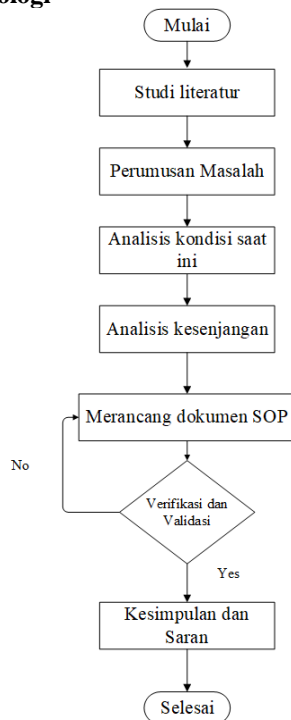 Mulai
Studi literatur
Perumusan Masalah
Analisis kondisi saat
ini
Analisis kesenjangan
Merancang dokumen SOP
No
Verifikasi dan
Validasi
Yes
Kesimpulan dan
Saran
Selesai